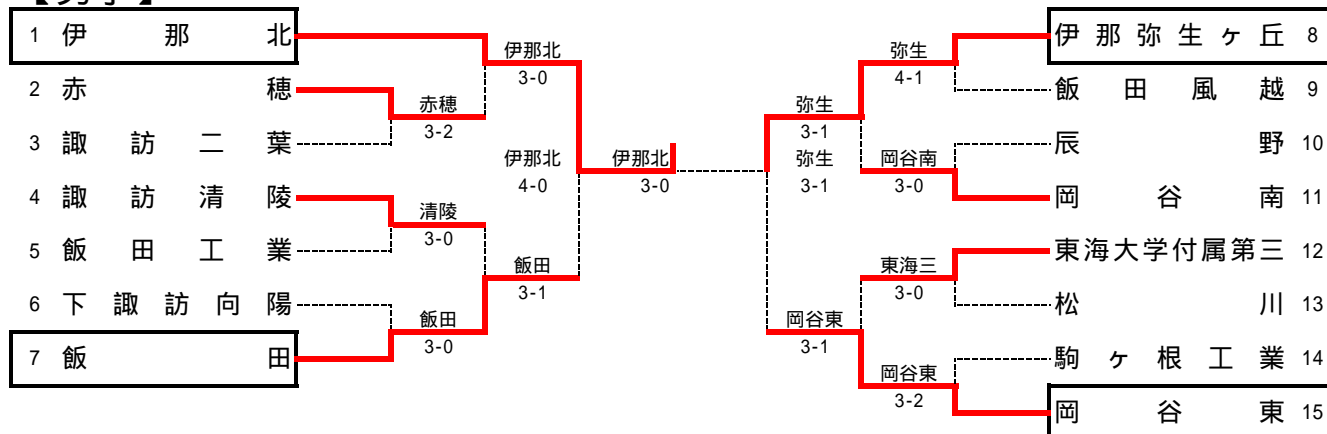 1 伊那北
2 赤穂
3 諏訪二葉
4 諏訪清陵
5 飯田工業
6 下諏訪向陽
7 飯田
赤穂
3-2
清陵
3-0
飯田
3-0
伊那北
3-0
飯田
3-1
伊那北
4-0
伊那北
3-0
弥生
3-1
弥生
3-1
岡谷東
3-1
弥生
4-1
岡谷南
3-0
東海三
3-0
岡谷東
3-2
伊那弥生ヶ丘 8
飯田風越 9
辰野 10
岡谷南 11
東海大学付属第三 12
松川 13
駒ヶ根工業 14
岡谷東 15